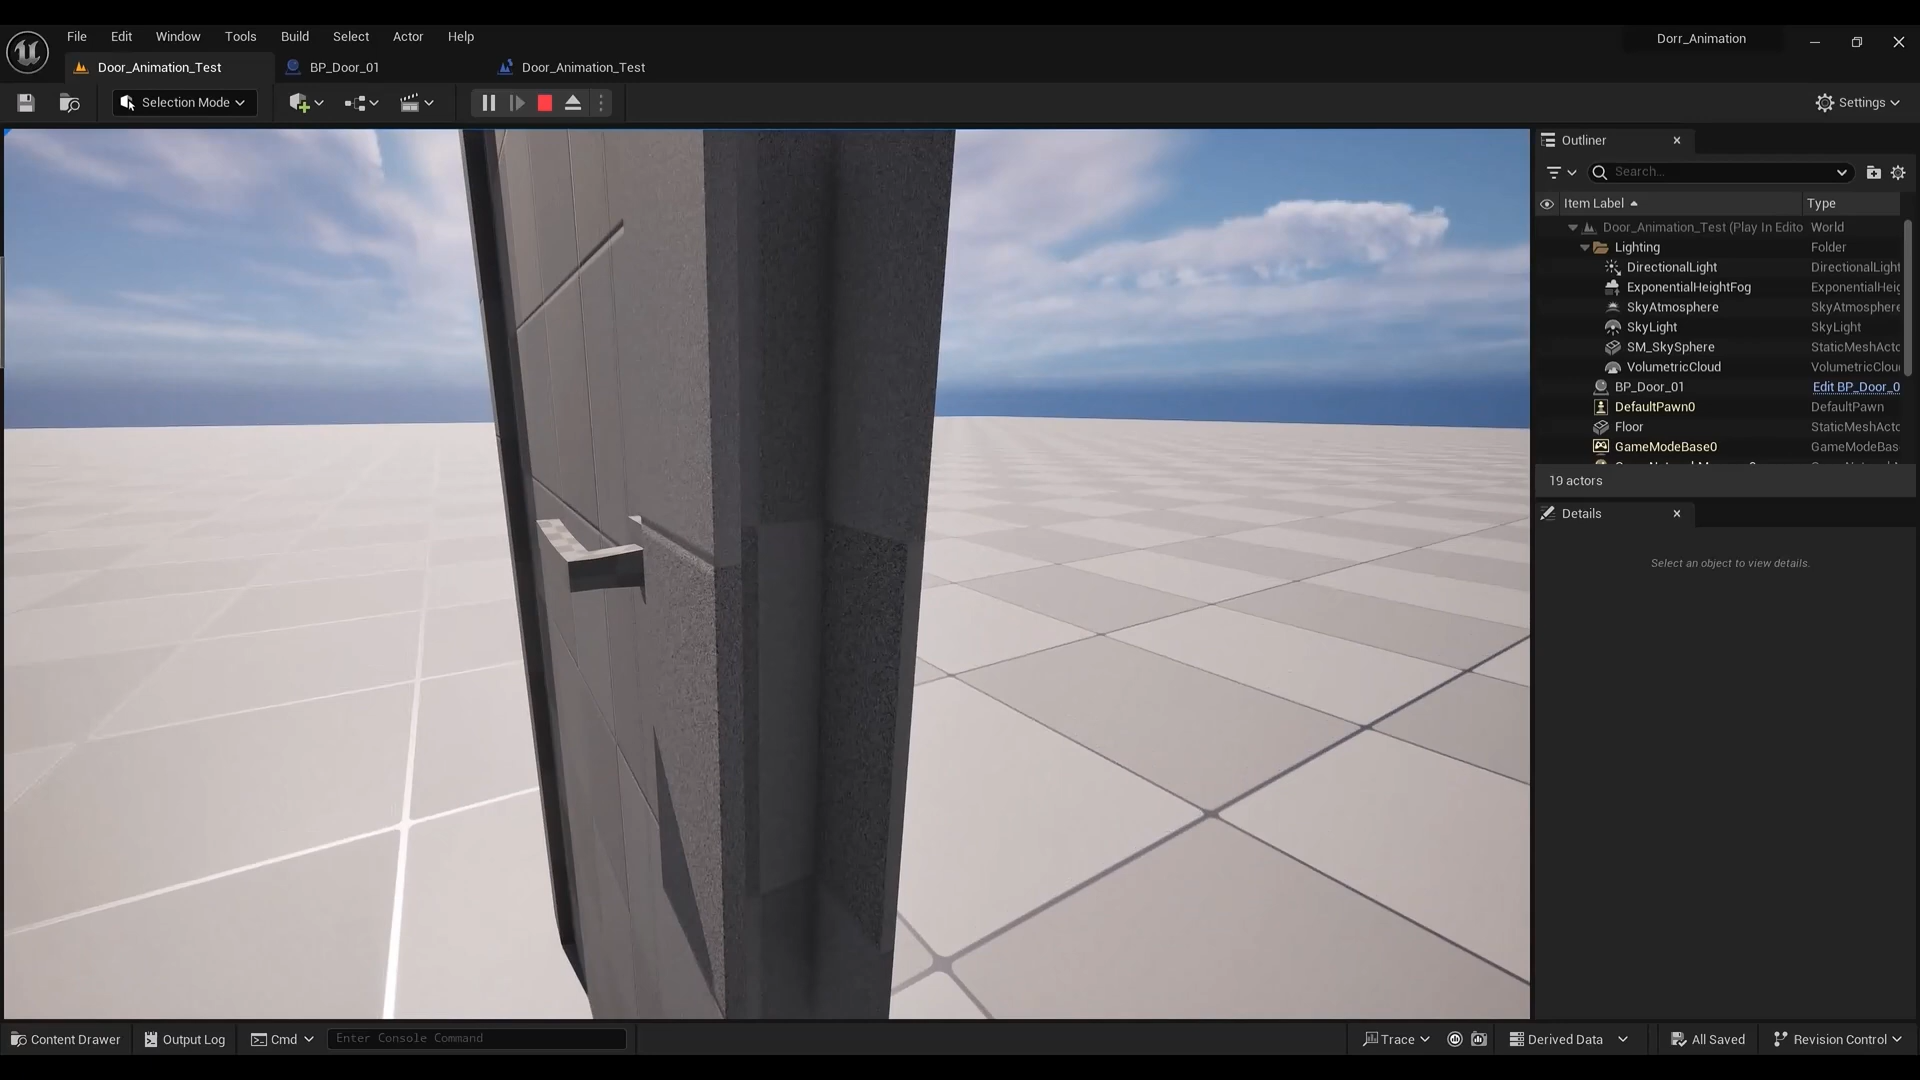 File Edit Window Tools Build Select Actor Help
Dorr_Animation
Door_Animation_Test BP_Door_01 Door_Animation_Test
Selection Mode
Settings
Outliner
Search...
Item Label Type
Door_Animation_Test (Play In Edito World
Lighting Folder
DirectionalLight DirectionalLight
ExponentialHeightFog ExponentialHeig
SkyAtmosphere SkyAtmosphere
SkyLight SkyLight
SM_SkySphere StaticMeshActo
VolumetricCloud VolumetricClou
BP_Door_01 Edit BP_Door_0
DefaultPawn0 DefaultPawn
Floor StaticMeshActo
GameModeBase0 GameModeBas
19 actors
Details
Select an object to view details.
Content Drawer Output Log Cmd Enter Console Command Trace Derived Data All Saved Revision Control